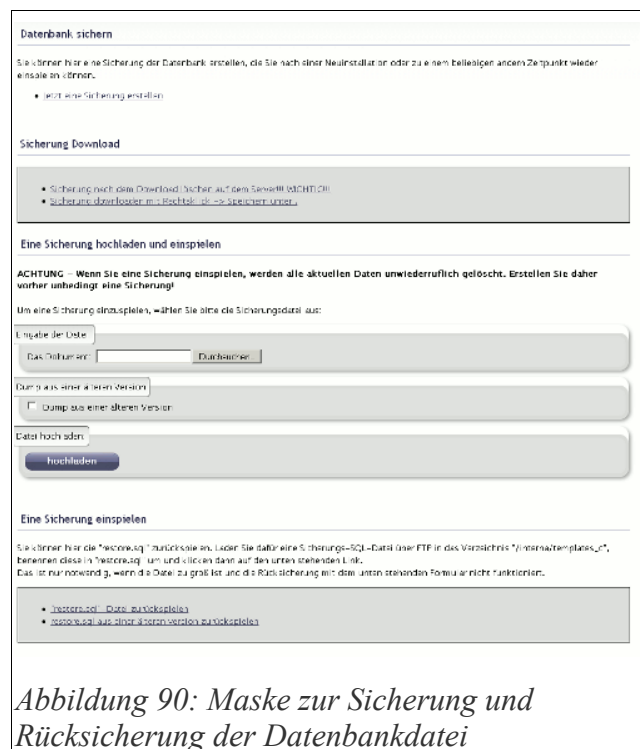 Datenbank sichern
Sie können hier eine Sicherung der Datenbank erstellen, die Sie nach einer Neuinstallation oder zu einem beliebigen andern Zeitpunkt wieder
einspielen können.
Jetzt eine Sicherung erstellen
Sicherung Download
Sicherung nach dem Download löschen auf dem Server!!! WICHTIG!!!
Sicherung downloaden mit Rechtsklick -> Speichern unter..
Eine Sicherung hochladen und einspielen
ACHTUNG – Wenn Sie eine Sicherung einspielen, werden alle aktuellen Daten unwiederruflich gelöscht. Erstellen Sie daher
vorher unbedingt eine Sicherung!
Um eine Sicherung einzuspielen, wählen Sie bitte die Sicherungsdatei aus:
Eingabe der Datei
Das Dokument: Durchsuchen...
Dump aus einer älteren Version
Dump aus einer älteren Version
Datei hochladen:
hochladen
Eine Sicherung einspielen
Sie können hier die "restore.sql" zurückspielen. Laden Sie dafür eine Sicherungs-SQL-Datei über FTP in das Verzeichnis "/interna/templates_c",
benennen diese in "restore.sql" um und klicken dann auf den unten stehenden Link.
Das ist nur notwendig, wenn die Datei zu groß ist und die Rücksicherung mit dem unten stehenden Formular nicht funktioniert.
"restore.sql" Datei zurückspielen
restore.sql aus einer älteren Version zurückspielen
Abbildung 90: Maske zur Sicherung und
Rücksicherung der Datenbankdatei